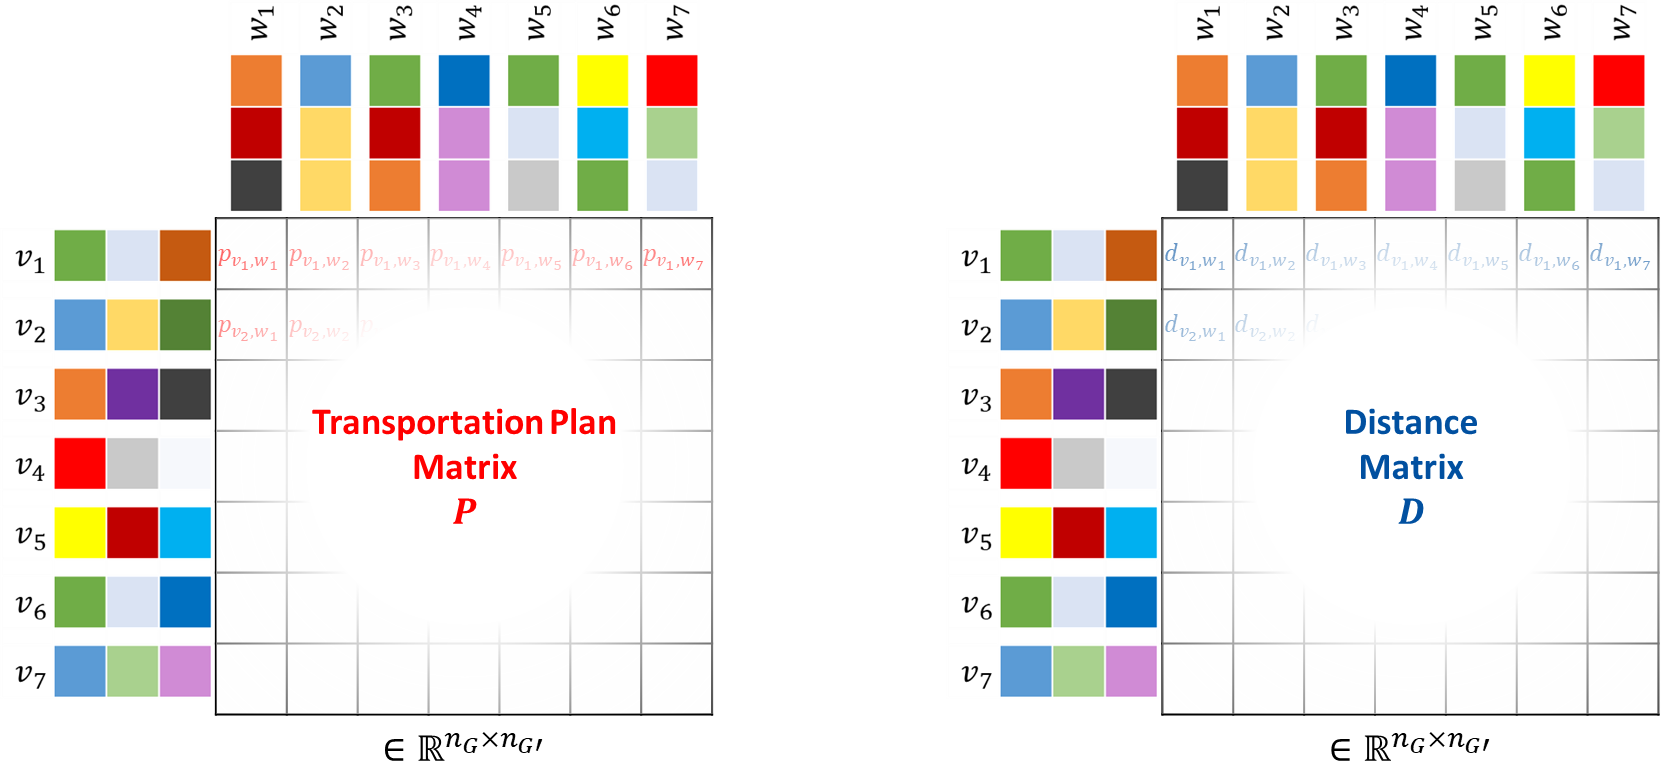 w₁ w₂ w₃ w₄ w₅ w₆ w₇
v₁ p_{v₁,w₁} p_{v₁,w₂} p_{v₁,w₃} p_{v₁,w₄} p_{v₁,w₅} p_{v₁,w₆} p_{v₁,w₇}
v₂ p_{v₂,w₁} p_{v₂,w₂}
v₃
v₄
v₅
v₆
v₇
Transportation Plan
Matrix
P
∈ ℝ^{n_G×n_{G′}}
w₁ w₂ w₃ w₄ w₅ w₆ w₇
v₁ d_{v₁,w₁} d_{v₁,w₂} d_{v₁,w₃} d_{v₁,w₄} d_{v₁,w₅} d_{v₁,w₆} d_{v₁,w₇}
v₂ d_{v₂,w₁} d_{v₂,w₂}
v₃
v₄
v₅
v₆
v₇
Distance
Matrix
D
∈ ℝ^{n_G×n_{G′}}